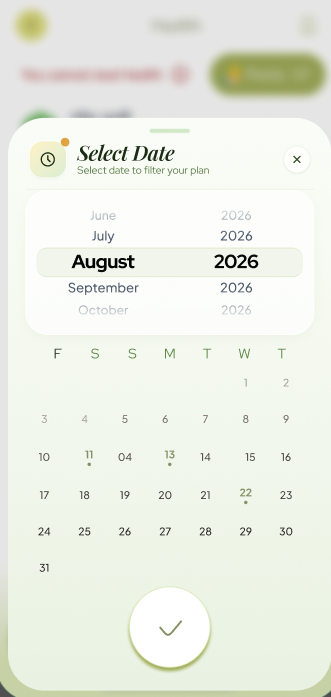 Health
You cannot read health
Select Date
Select date to filter your plan
June 2026
July 2026
August 2026
September 2026
October 2026
F S S M T W T
1 2
3 4 5 6 7 8 9
10 11 04 13 14 15 16
17 18 19 20 21 22 23
24 25 26 27 28 29 30
31